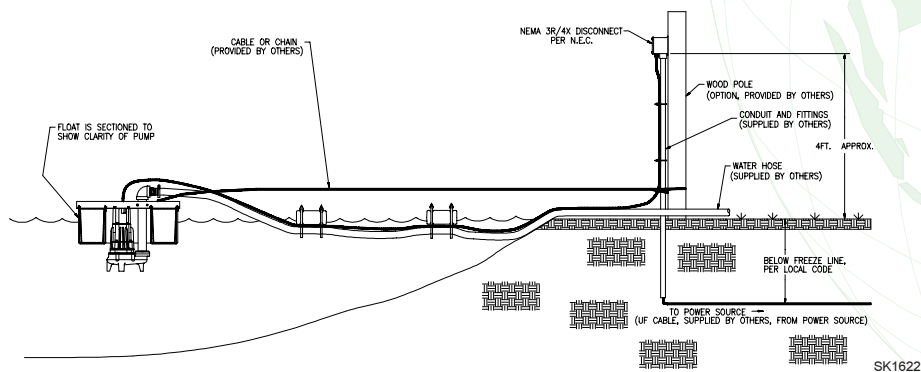 NEMA 3R/4X DISCONNECT
PER N.E.C.
CABLE OR CHAIN
(PROVIDED BY OTHERS)
WOOD POLE
(OPTION, PROVIDED BY OTHERS)
CONDUIT AND FITTINGS
(SUPPLIED BY OTHERS)
FLOAT IS SECTIONED TO
SHOW CLARITY OF PUMP
4FT. APPROX.
WATER HOSE
(SUPPLIED BY OTHERS)
BELOW FREEZE LINE,
PER LOCAL CODE
TO POWER SOURCE
(UF CABLE, SUPPLIED BY OTHERS, FROM POWER SOURCE)
SK1622